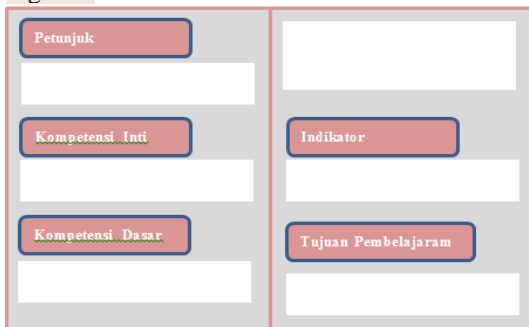 Petunjuk
Kompetensi Inti
Kompetensi Dasar
Indikator
Tujuan Pembelajaram